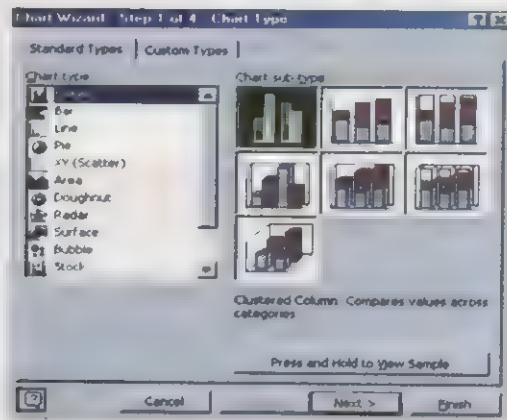 Chart Wizard - Step 1 of 4 - Chart Type
Standard Types
Custom Types
Chart type
Column
Bar
Line
Pie
XY (Scatter)
Area
Doughnut
Radar
Surface
Bubble
Stock
Chart sub-type
Clustered Column. Compares values across
categories
Press and Hold to View Sample
Cancel
Next >
Finish